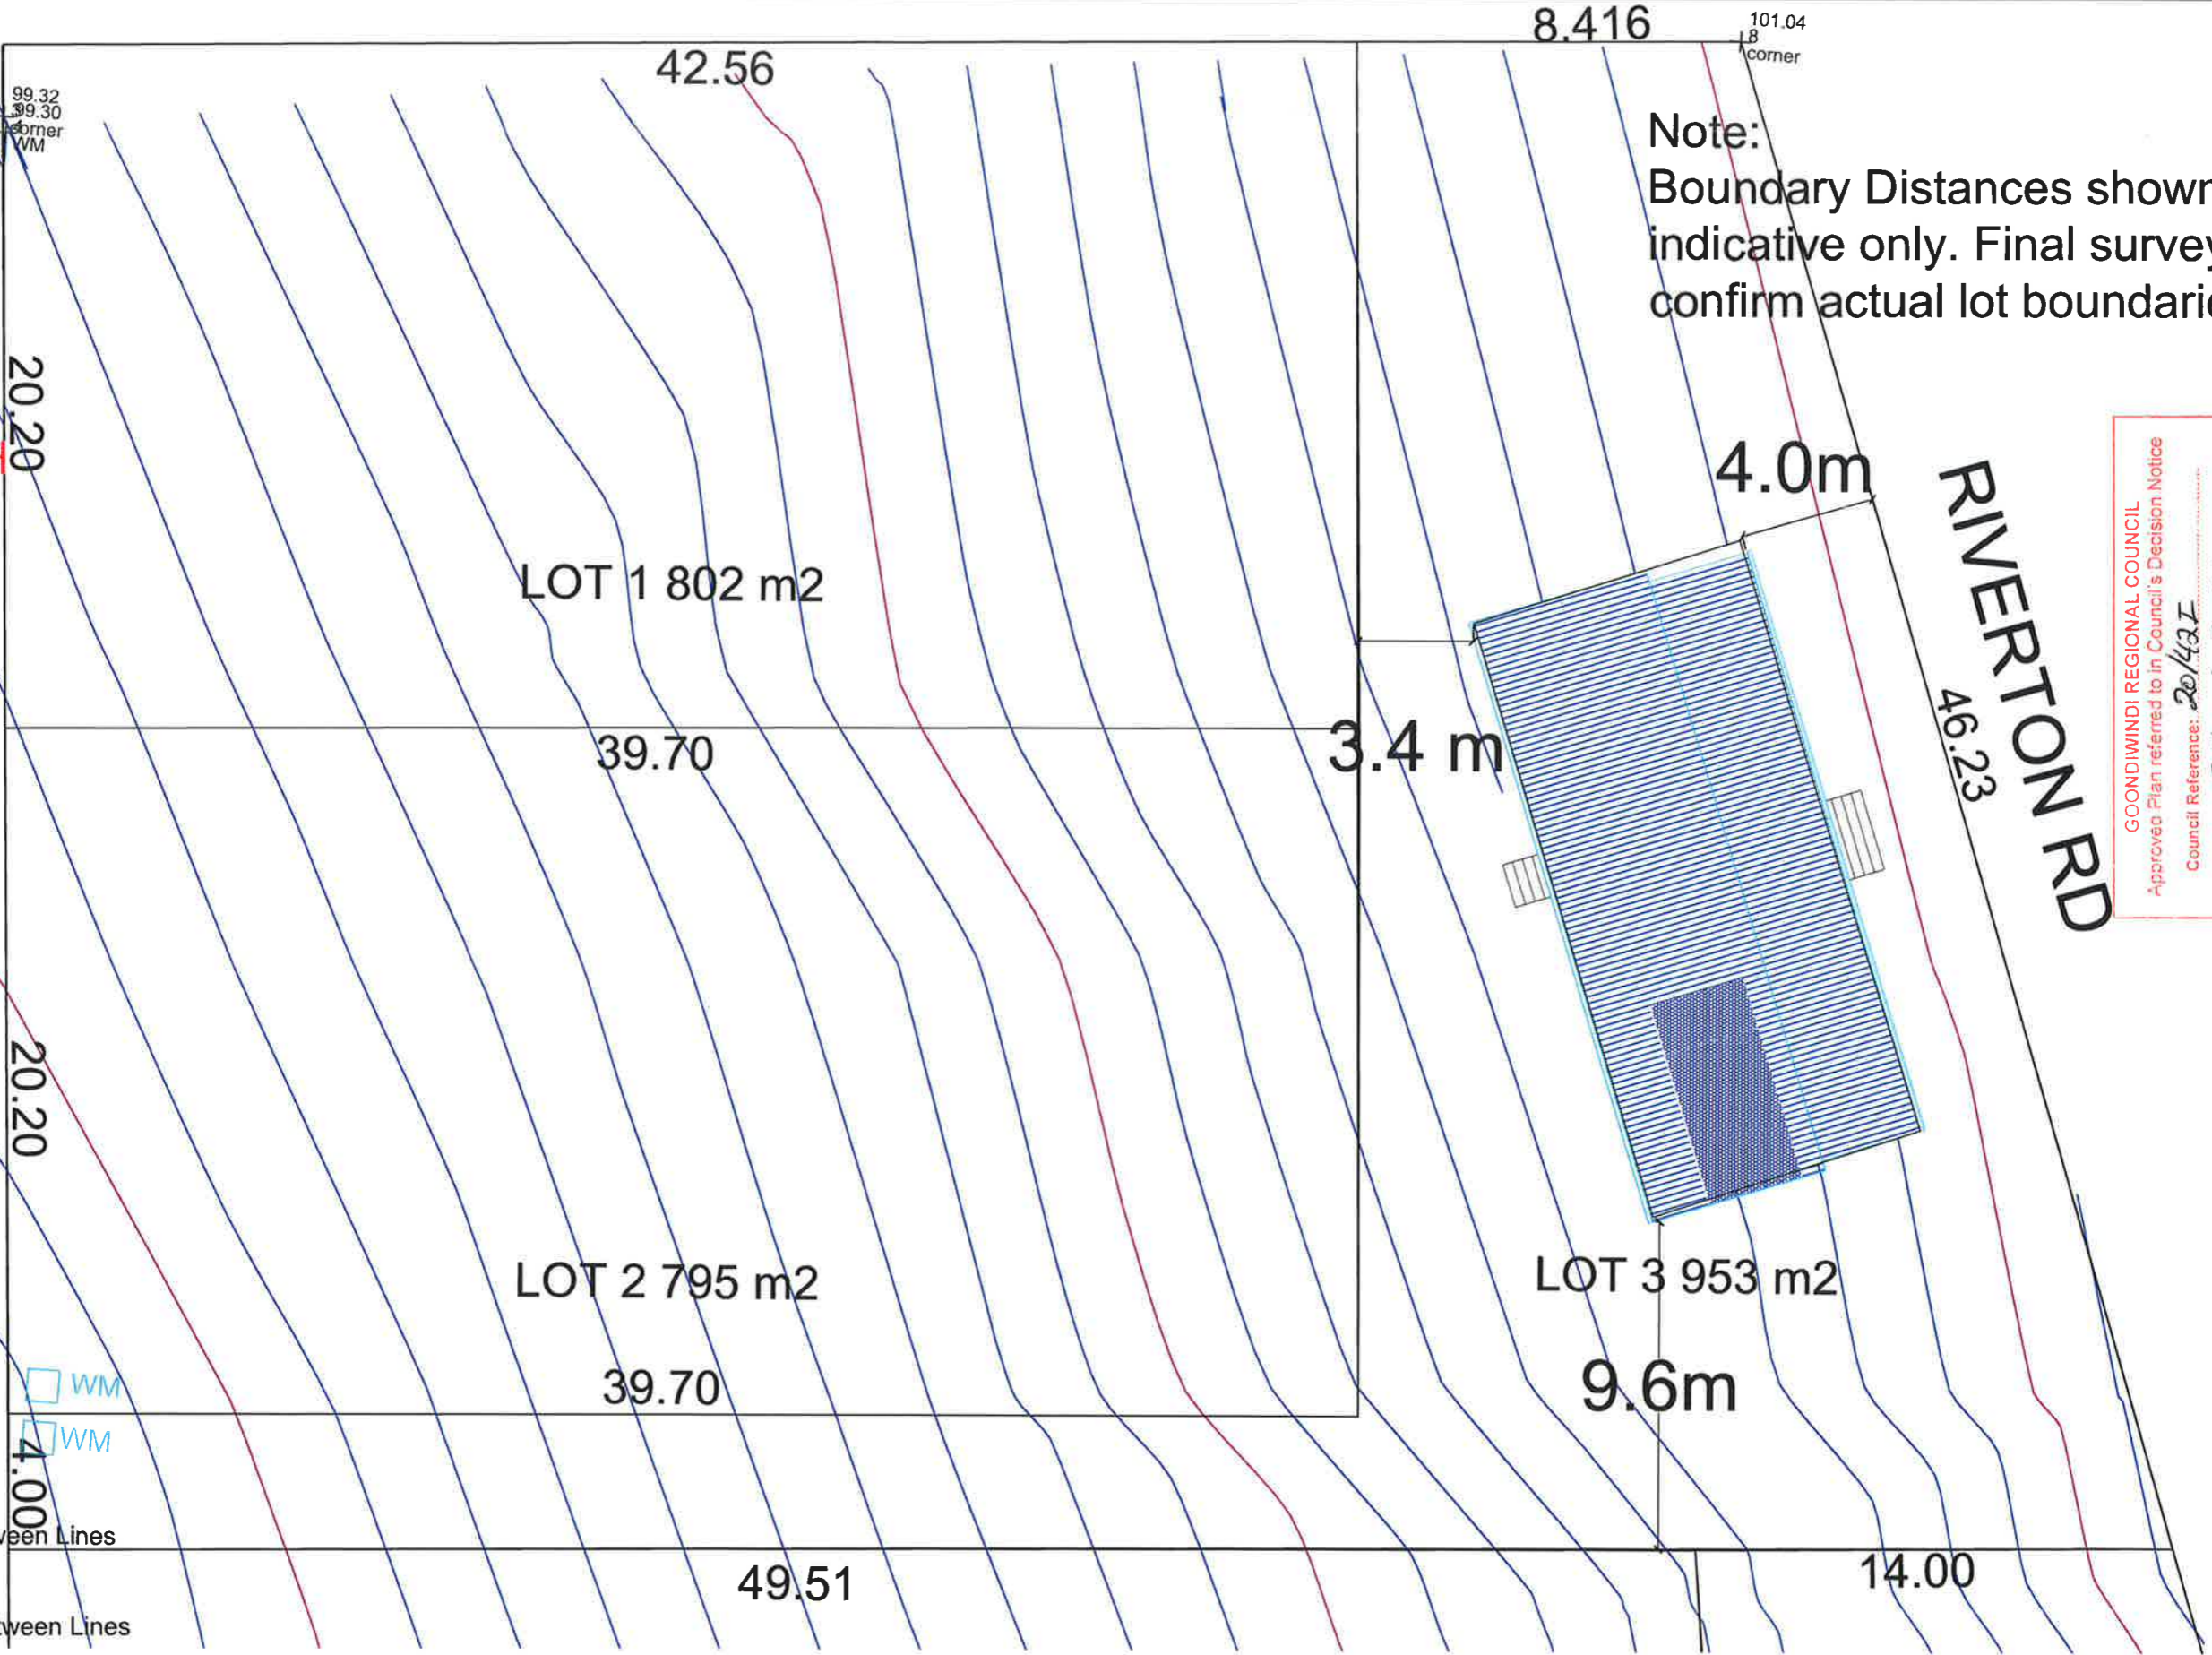 8.416
101.04
8
corner
42.56
99.32
99.30
corner
WM
Note:
Boundary Distances shown
indicative only. Final survey
confirm actual lot
20.20
4.0m
RIVERTON RD
46.23
GOONDIWINDI REGIONAL COUNCIL
Approved Plan referred to in Council's Decision Notice
Council Reference: 20/42I
LOT 1 802 m2
39.70
3.4 m
20.20
LOT 2 795 m2
LOT 3 953 m2
39.70
9.6m
WM
WM
4.00
Lines
49.51
14.00
Lines